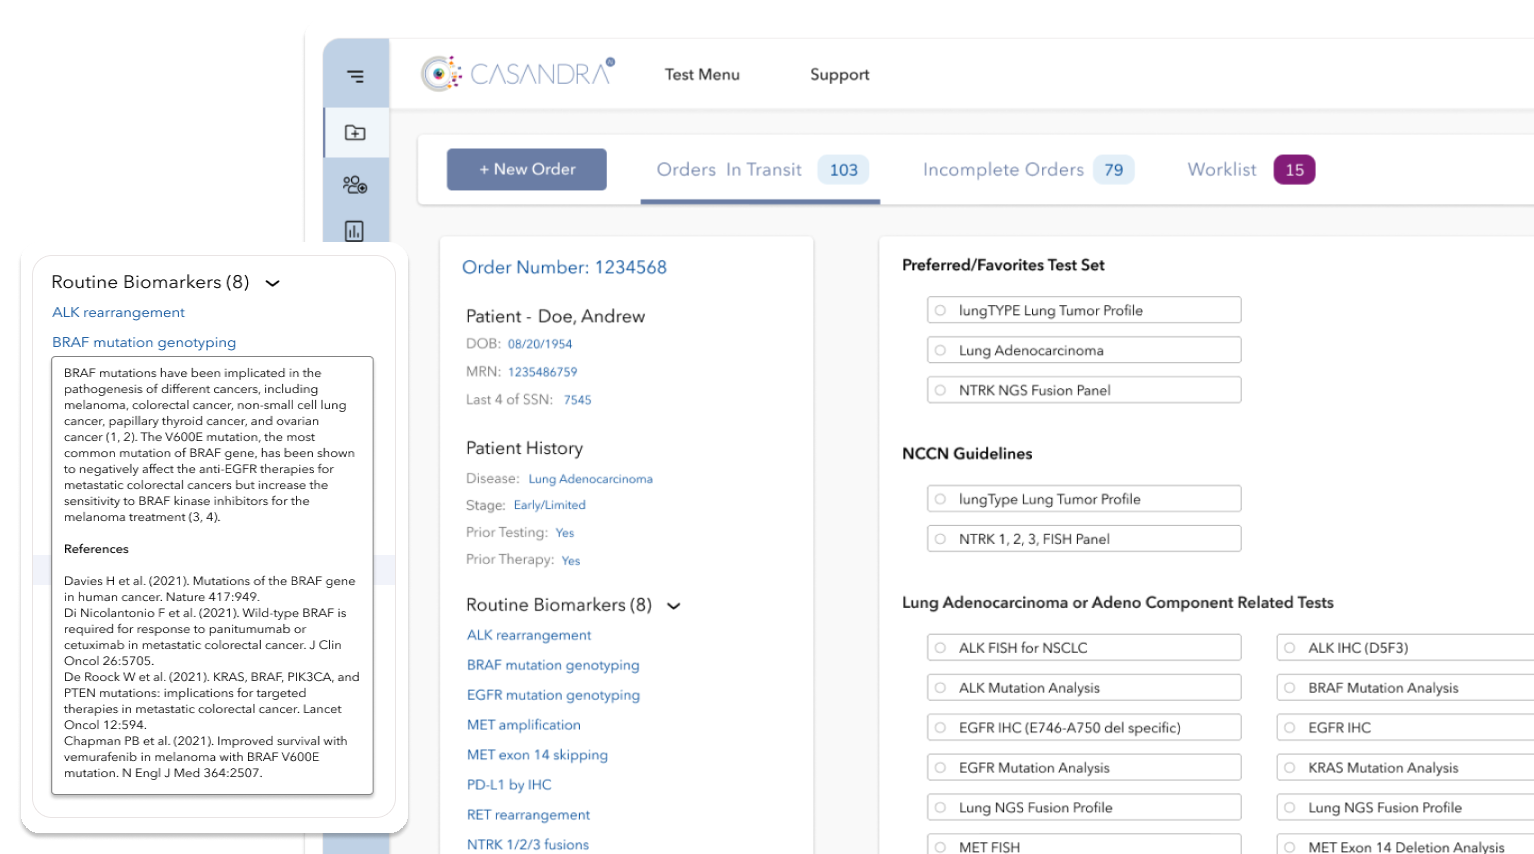 CASANDRA
Test Menu
Support
+ New Order
Orders In Transit 103
Incomplete Orders 79
Worklist 15
Routine Biomarkers (8)
ALK rearrangement
BRAF mutation genotyping
BRAF mutations have been implicated in the
pathogenesis of different cancers, including
melanoma, colorectal cancer, non-small cell lung
cancer, papillary thyroid cancer, and ovarian
cancer (1, 2). The V600E mutation, the most
common mutation of BRAF gene, has been shown
to negatively affect the anti-EGFR therapies for
metastatic colorectal cancers but increase the
sensitivity to BRAF kinase inhibitors for the
melanoma treatment (3, 4).
References
Davies H et al. (2021). Mutations of the BRAF gene
in human cancer. Nature 417:949.
Di Nicolantonio F et al. (2021). Wild-type BRAF is
required for response to panitumumab or
cetuximab in metastatic colorectal cancer. J Clin
Oncol 26:5705.
De Roock W et al. (2021). KRAS, BRAF, PIK3CA, and
PTEN mutations: implications for targeted
therapies in metastatic colorectal cancer. Lancet
Oncol 12:594.
Chapman PB et al. (2021). Improved survival with
vemurafenib in melanoma with BRAF V600E
mutation. N Engl J Med 364:2507.
Order Number: 1234568
Patient - Doe, Andrew
DOB: 08/20/1954
MRN: 1235486759
Last 4 of SSN: 7545
Patient History
Disease: Lung Adenocarcinoma
Stage: Early/Limited
Prior Testing: Yes
Prior Therapy: Yes
Routine Biomarkers (8)
ALK rearrangement
BRAF mutation genotyping
EGFR mutation genotyping
MET amplification
MET exon 14 skipping
PD-L1 by IHC
RET rearrangement
NTRK 1/2/3 fusions
Preferred/Favorites Test Set
lungTYPE Lung Tumor Profile
Lung Adenocarcinoma
NTRK NGS Fusion Panel
NCCN Guidelines
lungType Lung Tumor Profile
NTRK 1, 2, 3, FISH Panel
Lung Adenocarcinoma or Adeno Component Related Tests
ALK FISH for NSCLC
ALK IHC (D5F3)
ALK Mutation Analysis
BRAF Mutation Analysis
EGFR IHC (E746-A750 del specific)
EGFR IHC
EGFR Mutation Analysis
KRAS Mutation Analysis
Lung NGS Fusion Profile
Lung NGS Fusion Profile
MET FISH
MET Exon 14 Deletion Analysis